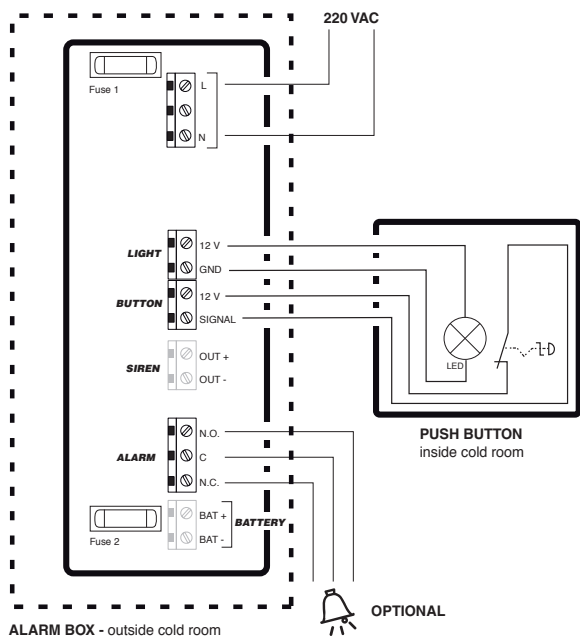 220 VAC
Fuse 1
L
N
LIGHT
12 V
GND
BUTTON
12 V
SIGNAL
LED
SIREN
OUT +
OUT -
PUSH BUTTON
inside cold room
ALARM
N.O.
C
N.C.
BAT +
BATTERY
BAT -
Fuse 2
OPTIONAL
ALARM BOX - outside cold room